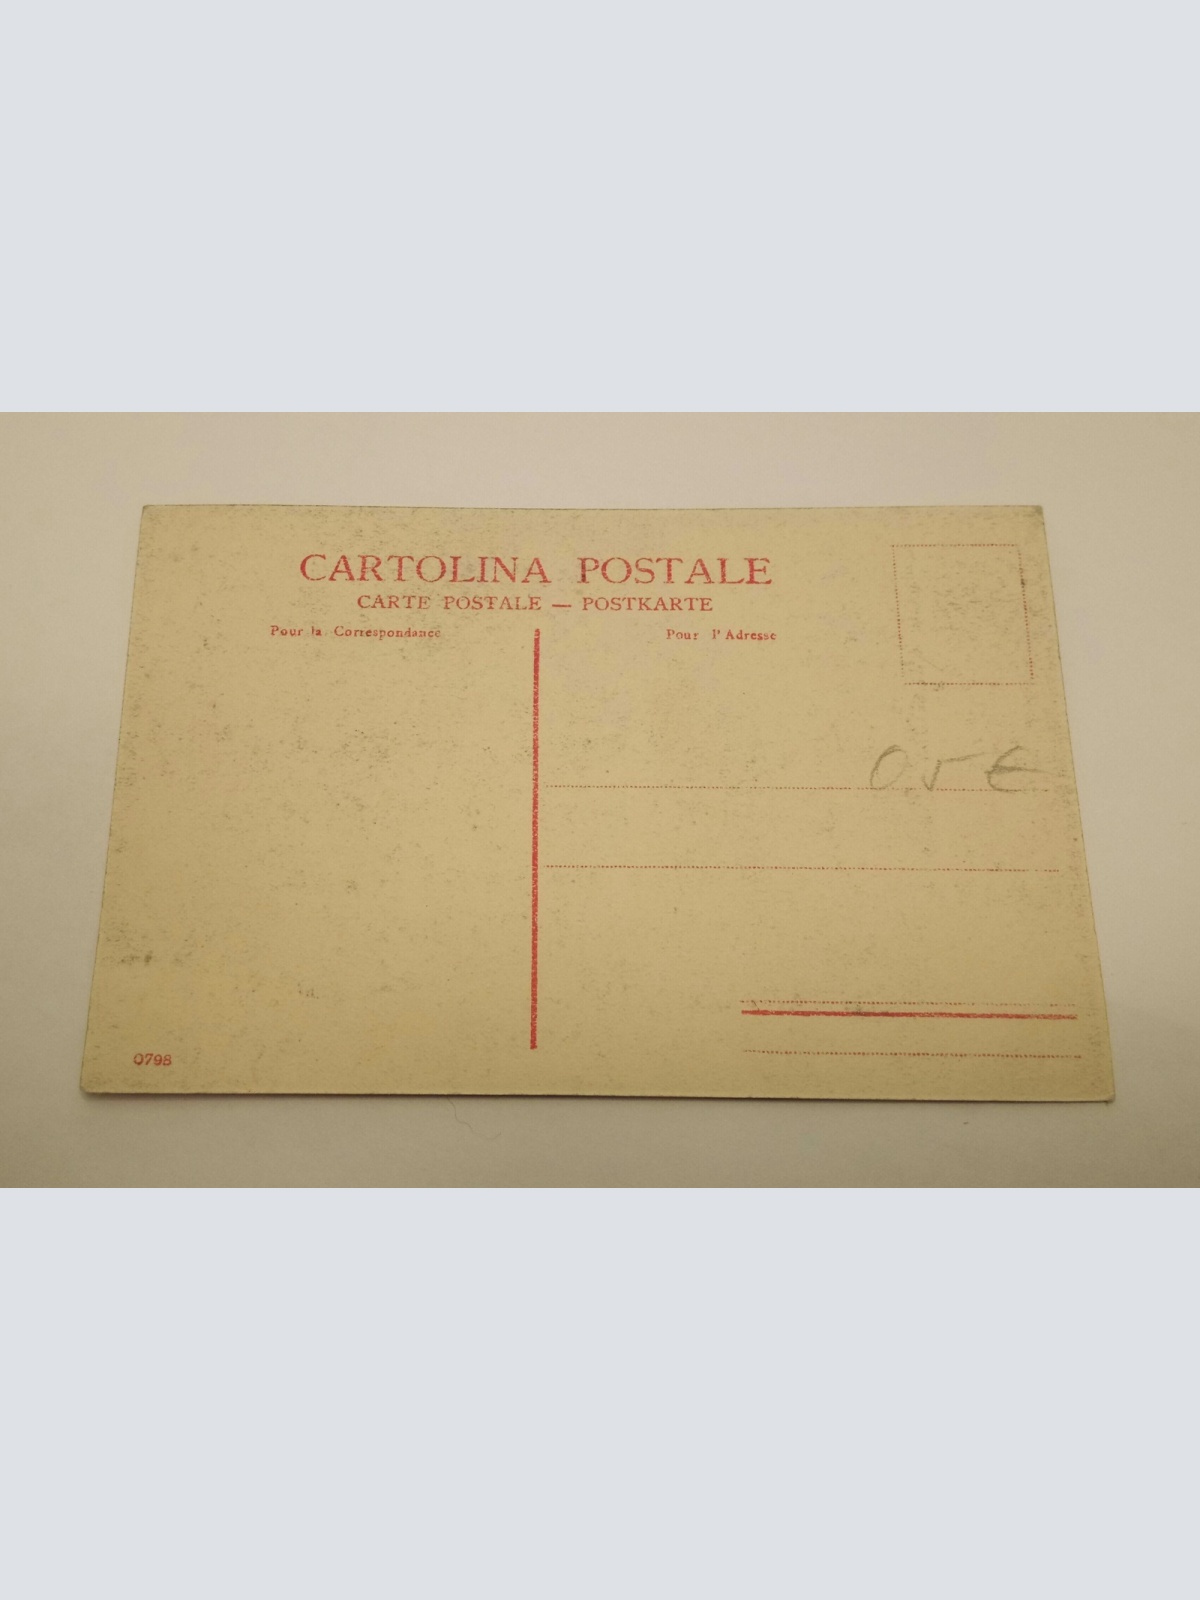 CARTOLINA POSTALE
CARTE POSTALE — POSTKARTE
Pour la Correspondance
Pour l'Adresse
0,5 €
0798